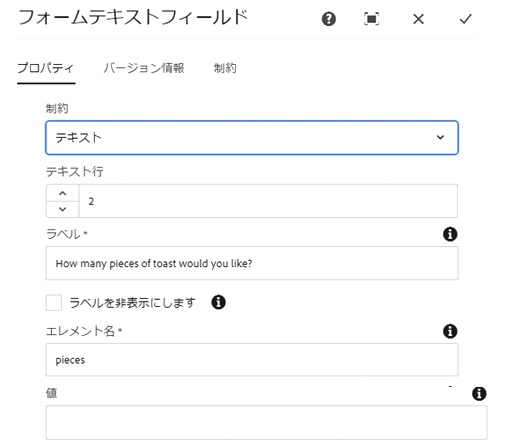 フォームテキストフィールド
プロパティ バージョン情報 制約
制約
テキスト
テキスト行
2
ラベル *
How many pieces of toast would you like?
ラベルを非表示にします
エレメント名 *
pieces
値